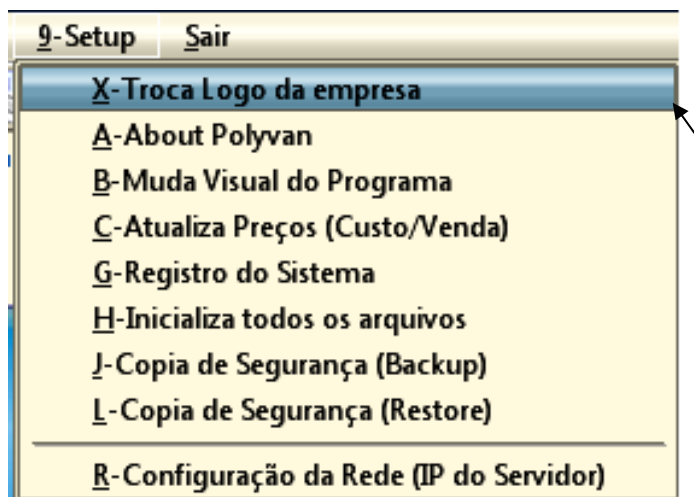 9-Setup Sair
X-Troca Logo da empresa
A-About Polyvan
B-Muda Visual do Programa
C-Atualiza Preços (Custo/Venda)
G-Registro do Sistema
H-Inicializa todos os arquivos
J-Copia de Segurança (Backup)
L-Copia de Segurança (Restore)
R-Configuração da Rede (IP do Servidor)